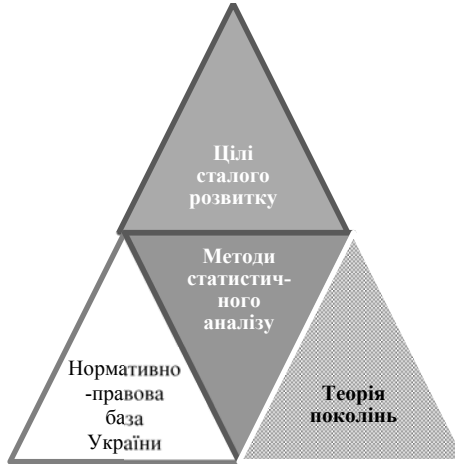 Цілі
сталого
розвитку
Методи
статистич-
ного
аналізу
Нормативно
-правова
база
України
Теорія
поколінь